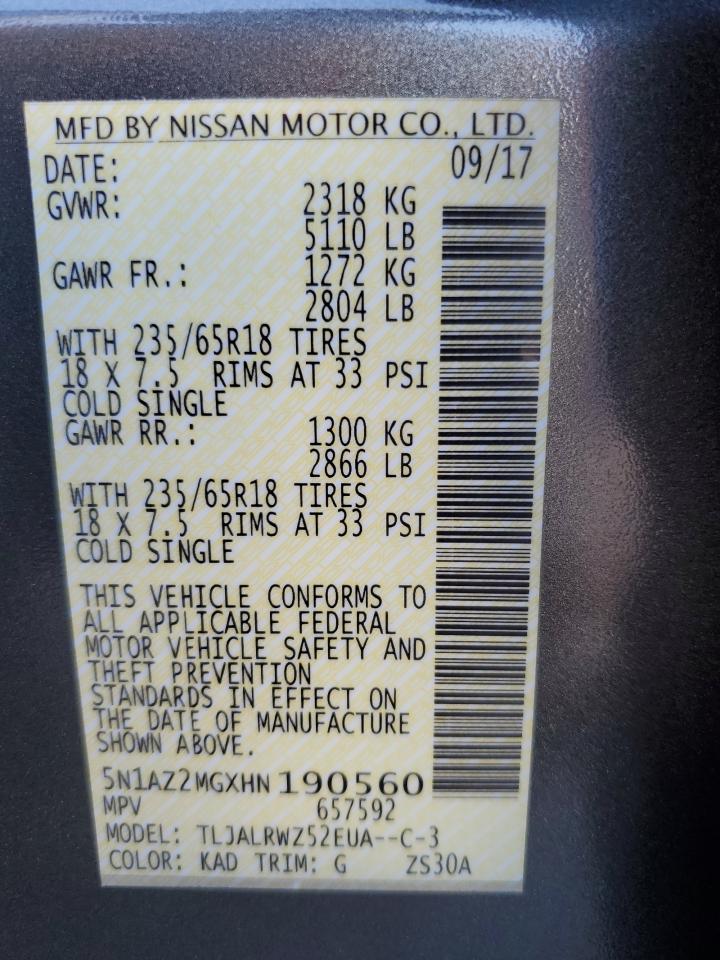 MFD BY NISSAN MOTOR CO., LTD.
DATE: 09/17
GVWR: 2318 KG
5110 LB
GAWR FR.: 1272 KG
2804 LB
WITH 235/65R18 TIRES
18 X 7.5 RIMS AT 33 PSI
COLD SINGLE
GAWR RR.: 1300 KG
2866 LB
WITH 235/65R18 TIRES
18 X 7.5 RIMS AT 33 PSI
COLD SINGLE
THIS VEHICLE CONFORMS TO
ALL APPLICABLE FEDERAL
MOTOR VEHICLE SAFETY AND
THEFT PREVENTION
STANDARDS IN EFFECT ON
THE DATE OF MANUFACTURE
SHOWN ABOVE.
5N1AZ2MGXHN190560
MPV 657592
MODEL: TLJALRWZ52EUA--C-3
COLOR: KAD TRIM: G ZS30A